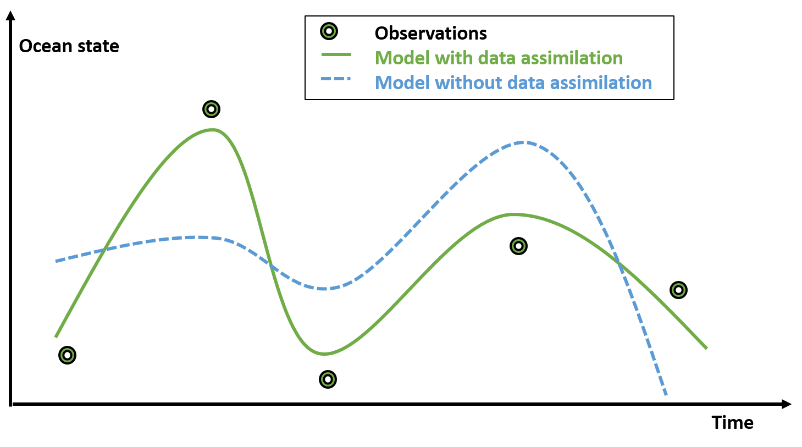 Ocean state
Observations
Model with data assimilation
Model without data assimilation
Time